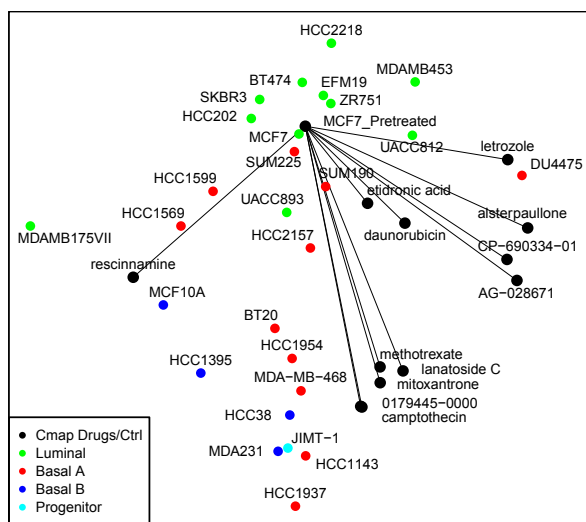 HCC2218
BT474
EFM19
MDAMB453
SKBR3
ZR751
HCC202
MCF7_Pretreated
MCF7
UACC812
letrozole
SUM225
DU4475
HCC1599
SUM190
etidronic acid
UACC893
HCC1569
alsterpaullone
MDAMB175VII
HCC2157
daunorubicin
CP−690334−01
rescinnamine
AG−028671
MCF10A
BT20
HCC1954
methotrexate
HCC1395
lanatoside C
MDA−MB−468
mitoxantrone
HCC38
0179445−0000
camptothecin
JIMT−1
MDA231
HCC1143
HCC1937
Cmap Drugs/Ctrl
Luminal
Basal A
Basal B
Progenitor